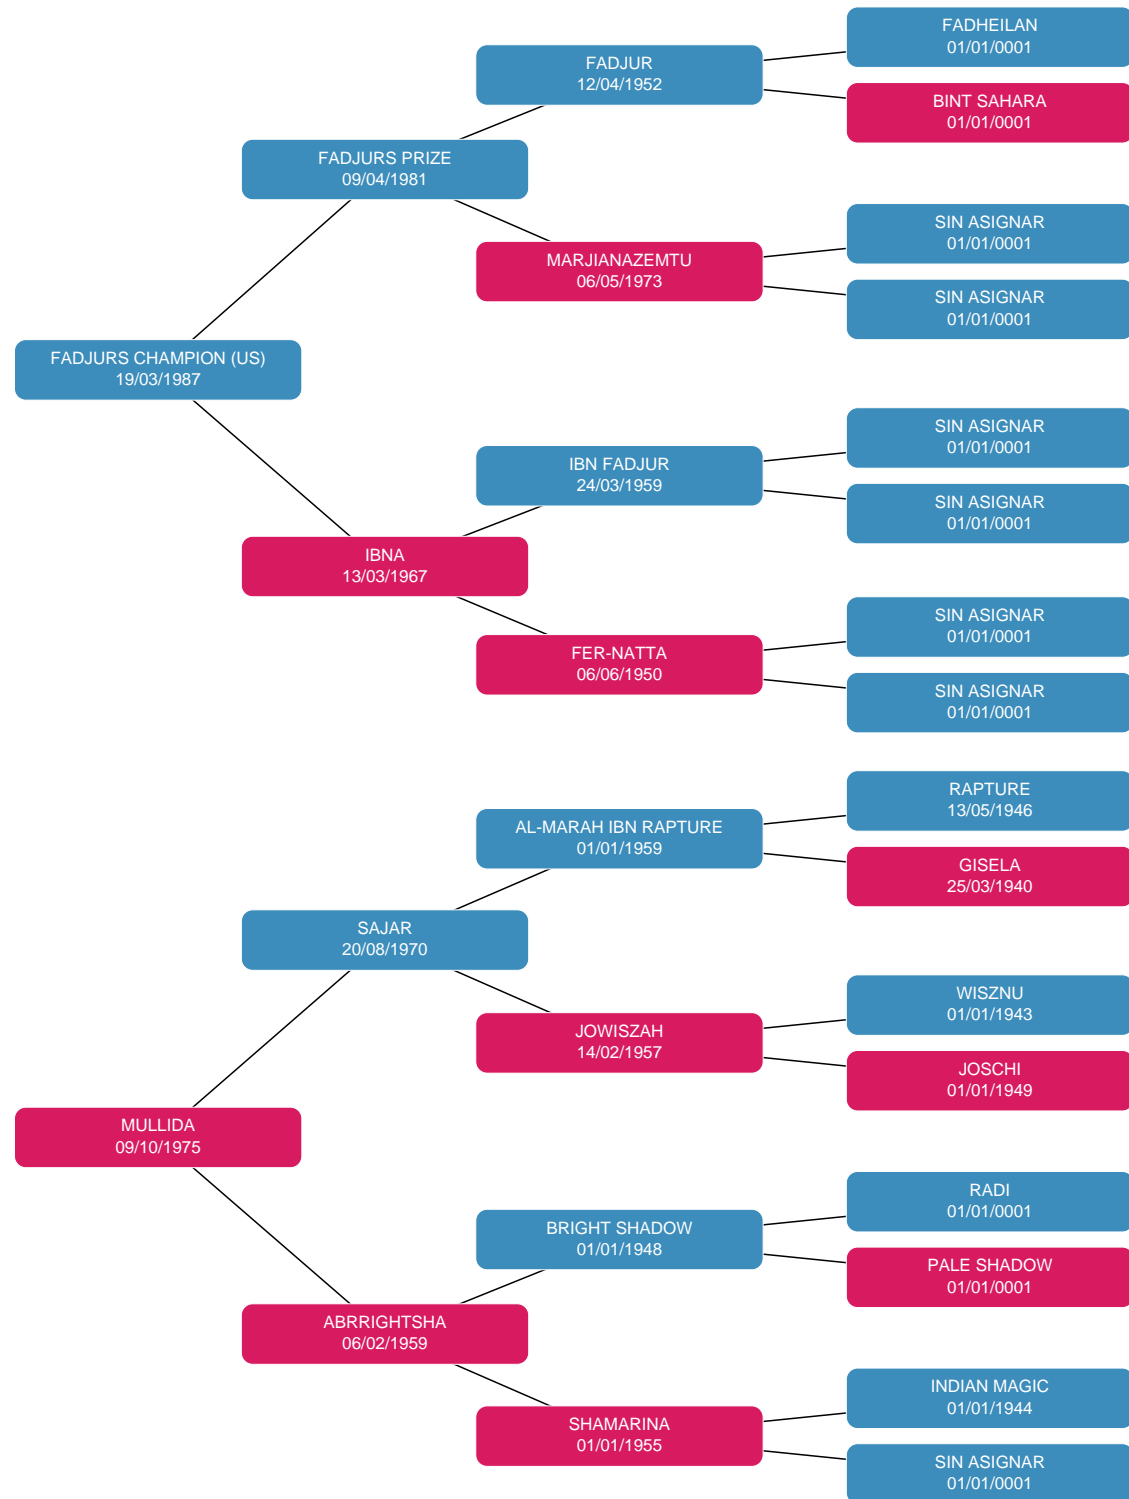 FADHEILAN
01/01/0001
FADJUR
12/04/1952
BINT SAHARA
01/01/0001
FADJURS PRIZE
09/04/1981
SIN ASIGNAR
01/01/0001
MARJIANAZEMTU
06/05/1973
SIN ASIGNAR
01/01/0001
FADJURS CHAMPION (US)
19/03/1987
SIN ASIGNAR
01/01/0001
IBN FADJUR
24/03/1959
SIN ASIGNAR
01/01/0001
IBNA
13/03/1967
SIN ASIGNAR
01/01/0001
FER-NATTA
06/06/1950
SIN ASIGNAR
01/01/0001
RAPTURE
13/05/1946
AL-MARAH IBN RAPTURE
01/01/1959
GISELA
25/03/1940
SAJAR
20/08/1970
WISZNU
01/01/1943
JOWISZAH
14/02/1957
JOSCHI
01/01/1949
MULLIDA
09/10/1975
RADI
01/01/0001
BRIGHT SHADOW
01/01/1948
PALE SHADOW
01/01/0001
ABRRIGHTSHA
06/02/1959
INDIAN MAGIC
01/01/1944
SHAMARINA
01/01/1955
SIN ASIGNAR
01/01/0001